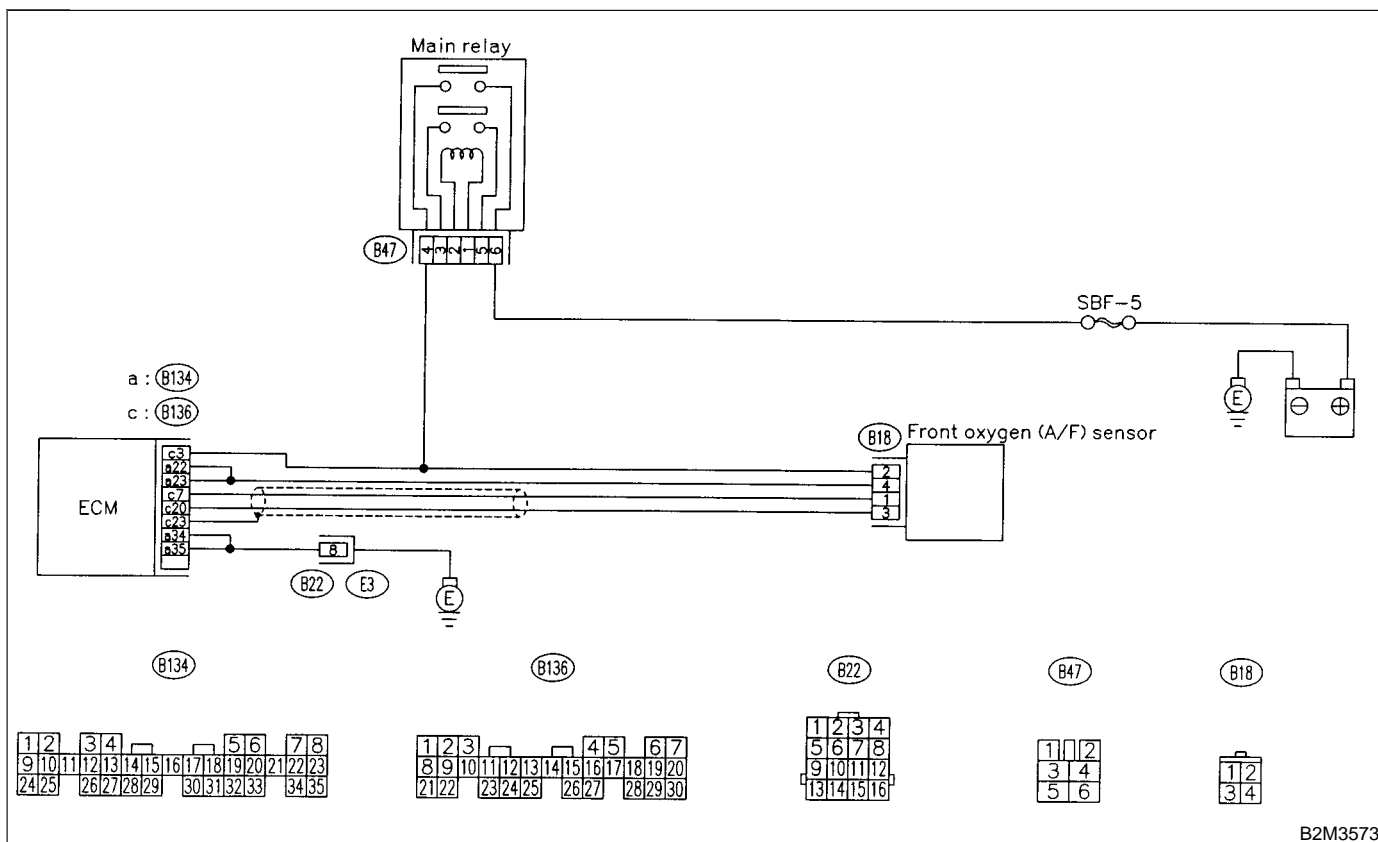 Main relay
B47
4 3 2 1 5 6
SBF-5
E
⊖ ⊕
a : B134
c : B136
ECM
c3
a22
a23
c7
c20
c23
a34
a35
B18
Front oxygen (A/F) sensor
2
4
1
3
8
B22 E3
E
B134
1 2 3 4 5 6 7 8
9 10 11 12 13 14 15 16 17 18 19 20 21 22 23
24 25 26 27 28 29 30 31 32 33 34 35
B136
1 2 3 4 5 6 7
8 9 10 11 12 13 14 15 16 17 18 19 20
21 22 23 24 25 26 27 28 29 30
B22
1 2 3 4
5 6 7 8
9 10 11 12
13 14 15 16
B47
1 2
3 4
5 6
B18
1 2
3 4
B2M3573